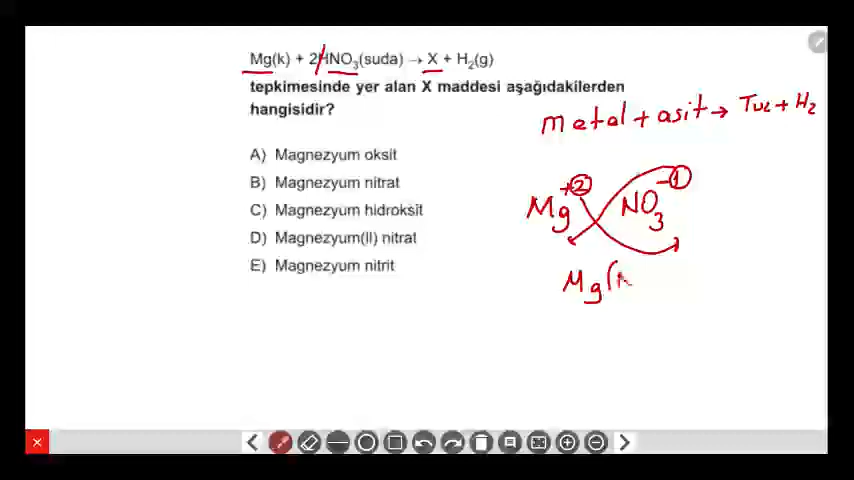 Mg(k) + 2HNO₃(suda) → X + H₂(g)
tepkimesinde yer alan X maddesi aşağıdakilerden
hangisidir?
A) Magnezyum oksit
B) Magnezyum nitrat
C) Magnezyum hidroksit
D) Magnezyum(II) nitrat
E) Magnezyum nitrit
metal + asit → Tuz + H₂
Mg⁺² NO₃⁻¹
Mg(